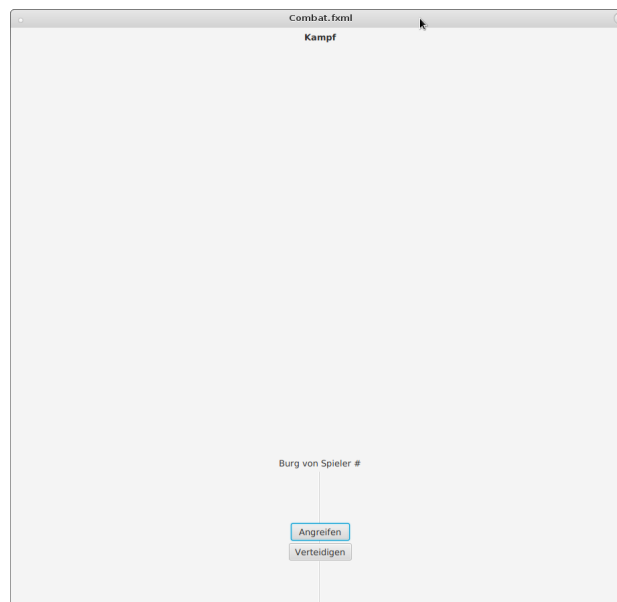 Combat.fxml
Kampf
Burg von Spieler #
Angreifen
Verteidigen